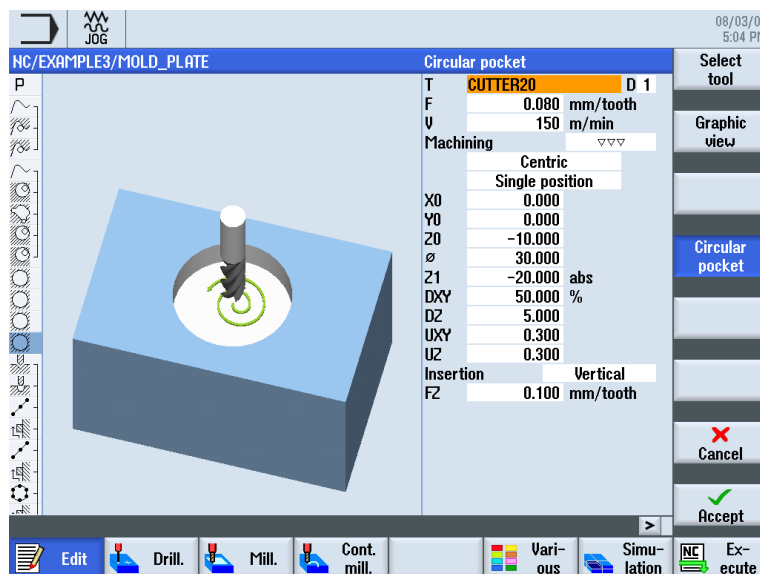 JOG
08/03/0
5:04 PM
NC/EXAMPLE3/MOLD_PLATE
Circular pocket
Select tool
P
T CUTTER20 D 1
F 0.080 mm/tooth
V 150 m/min
Graphic view
Machining ▽▽▽
Centric
Single position
X0 0.000
Y0 0.000
Z0 -10.000
ø 30.000
Circular pocket
Z1 -20.000 abs
DXY 50.000 %
DZ 5.000
UXY 0.300
UZ 0.300
Insertion Vertical
FZ 0.100 mm/tooth
Cancel
Accept
>
Edit
Drill.
Mill.
Cont. mill.
Vari- ous
Simu- lation
NC Ex- ecute